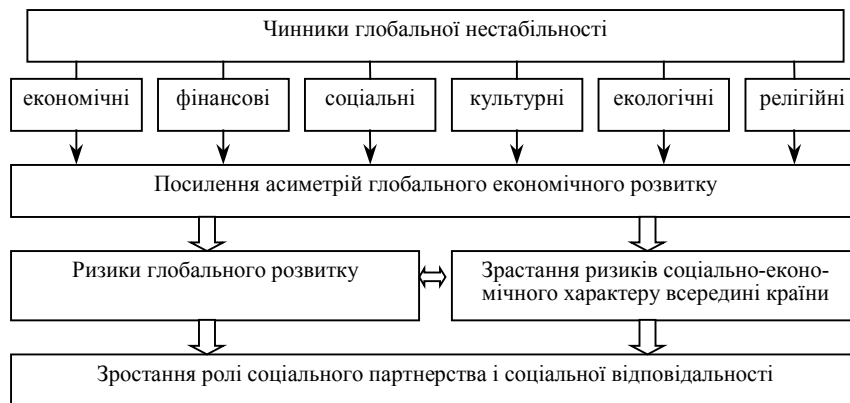 Чинники глобальної нестабільності
економічні
фінансові
соціальні
культурні
екологічні
релігійні
Посилення асиметрій глобального економічного розвитку
Ризики глобального розвитку
Зрастання ризиків соціально-еконо-
мічного характеру всередині країни
Зростання ролі соціального партнерства і соціальної відповідальності